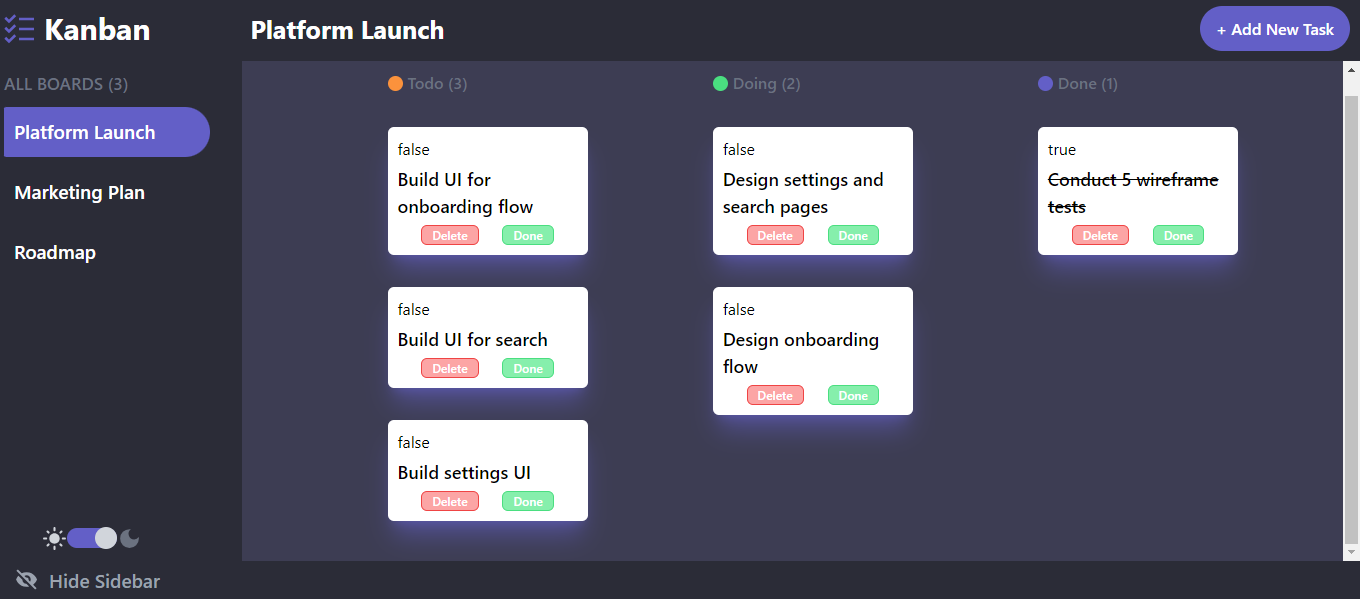 Kanban
Platform Launch
+ Add New Task
ALL BOARDS (3)
Platform Launch
Marketing Plan
Roadmap
Hide Sidebar
Todo (3)
false
Build UI for
onboarding flow
Delete
Done
false
Build UI for search
Delete
Done
false
Build settings UI
Delete
Done
Doing (2)
false
Design settings and
search pages
Delete
Done
false
Design onboarding
flow
Delete
Done
Done (1)
true
Conduct 5 wireframe
tests
Delete
Done